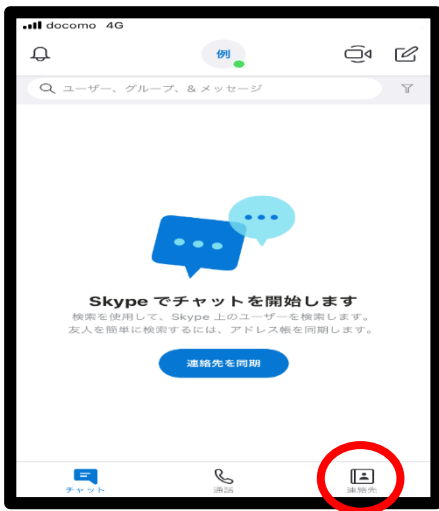 docomo 4G
例
ユーザー、グループ、& メッセージ
Skype でチャットを開始します
検索を使用して、Skype 上のユーザーを検索します。
友人を簡単に検索するには、アドレス帳を同期します。
連絡先を同期
チャット
通話
連絡先